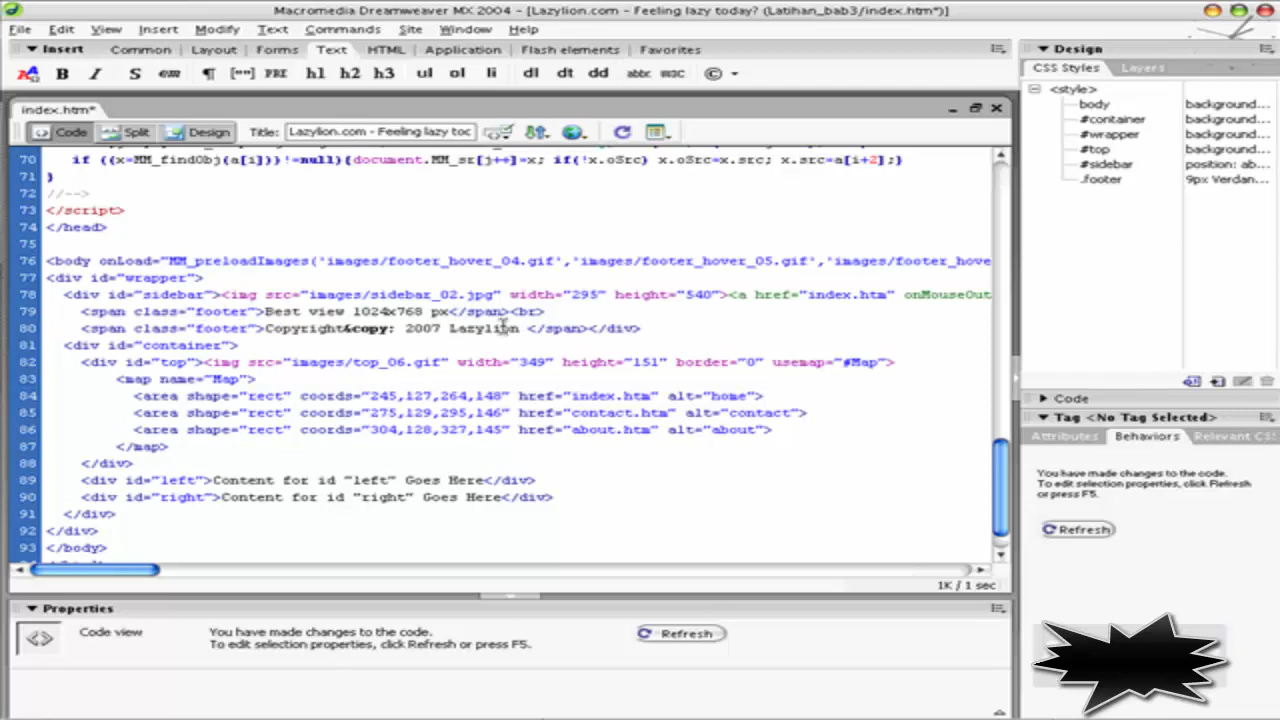 Macromedia Dreamweaver MX 2004 - [Lazylion.com - Feeling lazy today? (Latihan_bab3/index.htm*)]
File Edit View Insert Modify Text Commands Site Window Help
Insert Common Layout Forms Text HTML Application Flash elements Favorites
B I S em ¶ [""] PRE h1 h2 h3 ul ol li dl dt dd abbr. W3C ©
index.htm*
Code Split Design Title: Lazylion.com - Feeling lazy toc
70 if ((x=MM_findObj(a[i]))!=null){document.MM_sr[j++]=x; if(!x.oSrc) x.oSrc=x.src; x.src=a[i+2];}
71 }
72 //-->
73 </script>
74 </head>
75
76 <body onLoad="MM_preloadImages('images/footer_hover_04.gif','images/footer_hover_05.gif','images/footer_hove
77 <div id="wrapper">
78 <div id="sidebar"><img src="images/sidebar_02.jpg" width="295" height="540"><a href="index.htm" onMouseOut
79 <span class="footer">Best view 1024x768 px</span><br>
80 <span class="footer">Copyright&copy; 2007 Lazylion </span></div>
81 <div id="container">
82 <div id="top"><img src="images/top_06.gif" width="349" height="151" border="0" usemap="#Map">
83 <map name="Map">
84 <area shape="rect" coords="245,127,264,148" href="index.htm" alt="home">
85 <area shape="rect" coords="275,129,295,146" href="contact.htm" alt="contact">
86 <area shape="rect" coords="304,128,327,145" href="about.htm" alt="about">
87 </map>
88 </div>
89 <div id="left">Content for id "left" Goes Here</div>
90 <div id="right">Content for id "right" Goes Here</div>
91 </div>
92 </div>
93 </body>
1K / 1 sec
Properties
Code view
You have made changes to the code.
To edit selection properties, click Refresh or press F5.
Refresh
Design
CSS Styles Layers
<style>
body background...
#container background...
#wrapper background...
#top background...
#sidebar position: ab...
.footer 9px Verdan...
Code
Tag <No Tag Selected>
Attributes Behaviors Relevant CS
You have made changes to the code.
To edit selection properties, click Refresh
or press F5.
Refresh